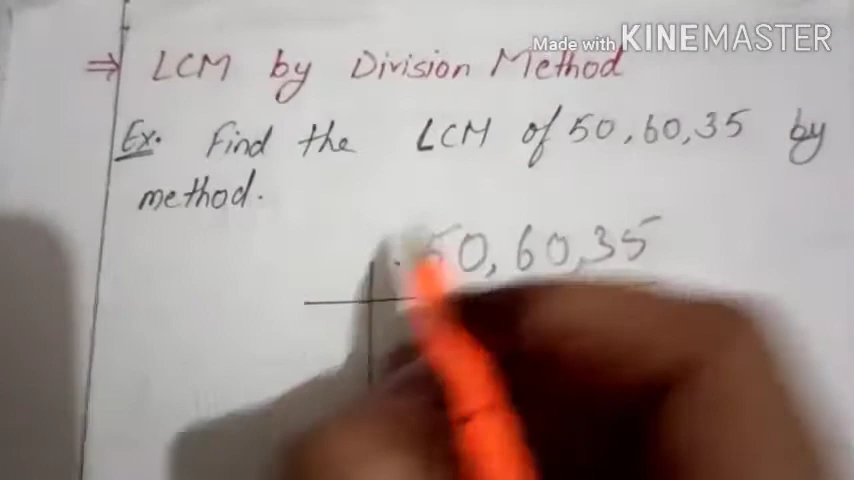 Made with KINEMASTER
⇒ LCM by Division Method
Ex. Find the LCM of 50,60,35 by
method.
50,60,35